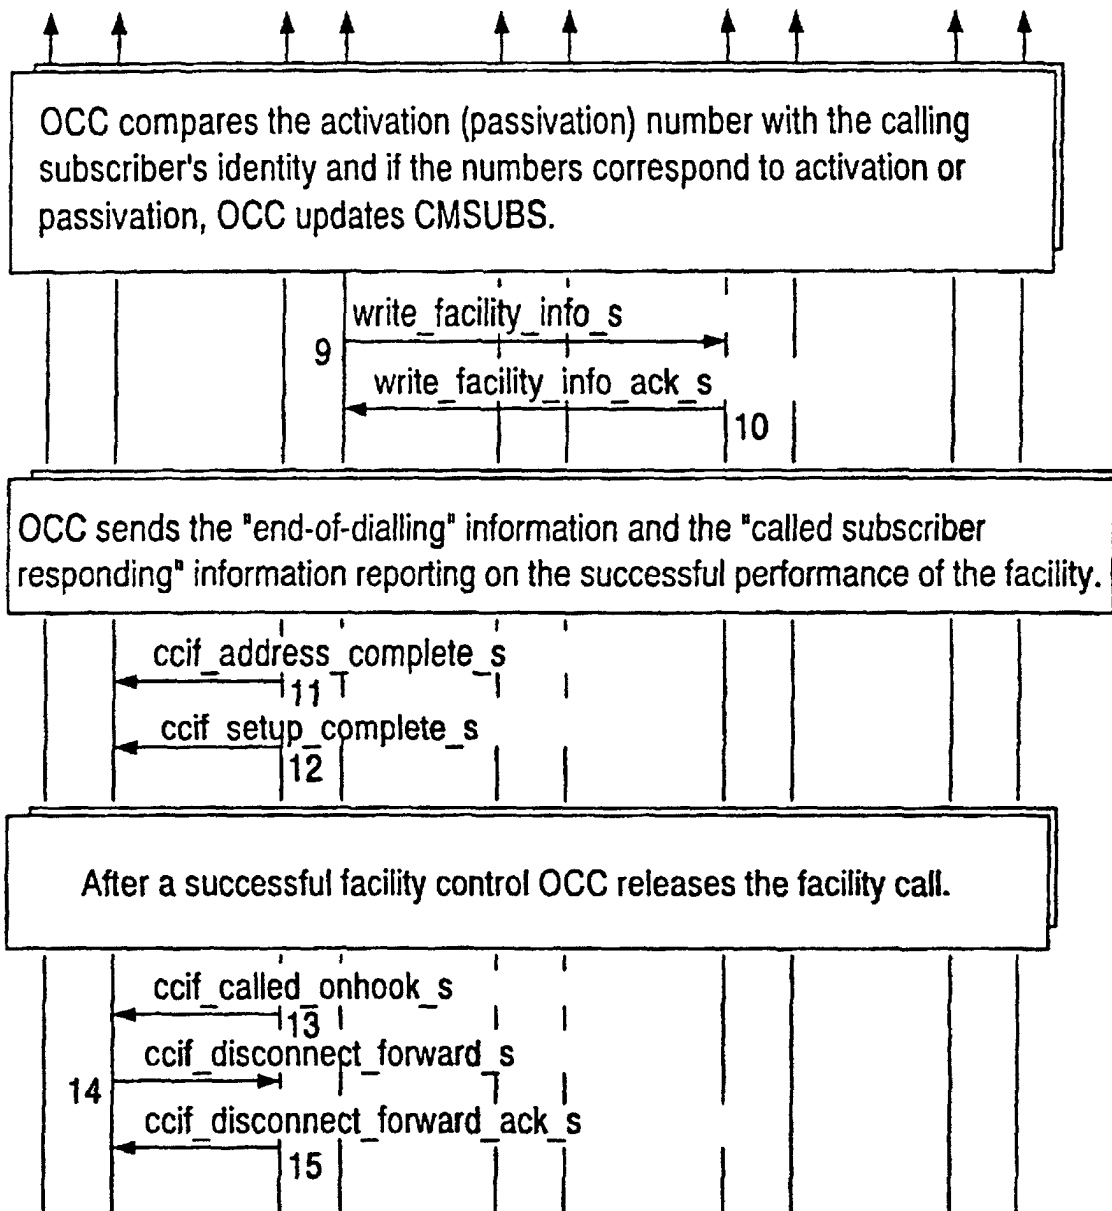 OCC compares the activation (passivation) number with the calling
subscriber's identity and if the numbers correspond to activation or
passivation, OCC updates CMSUBS.
write_facility_info_s
9
write_facility_info_ack_s
10
OCC sends the "end-of-dialling" information and the "called subscriber
responding" information reporting on the successful performance of the facility.
ccif_address_complete_s
11
ccif_setup_complete_s
12
After a successful facility control OCC releases the facility call.
ccif_called_onhook_s
13
ccif_disconnect_forward_s
14
ccif_disconnect_forward_ack_s
15